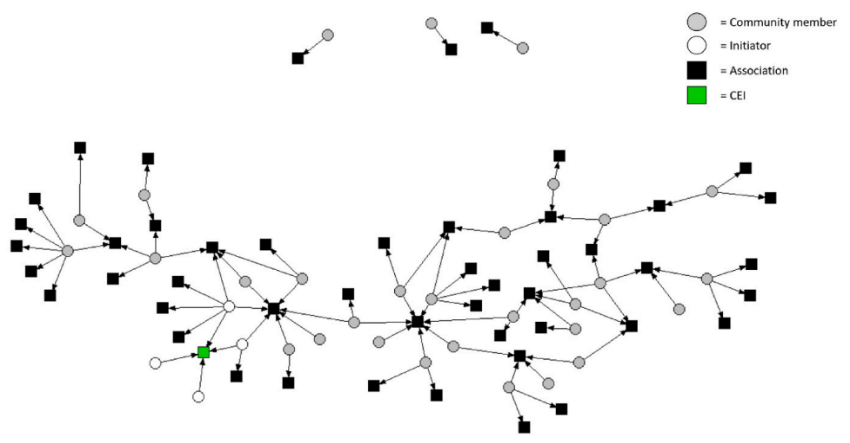 = Community member
= Initiator
= Association
= CEI